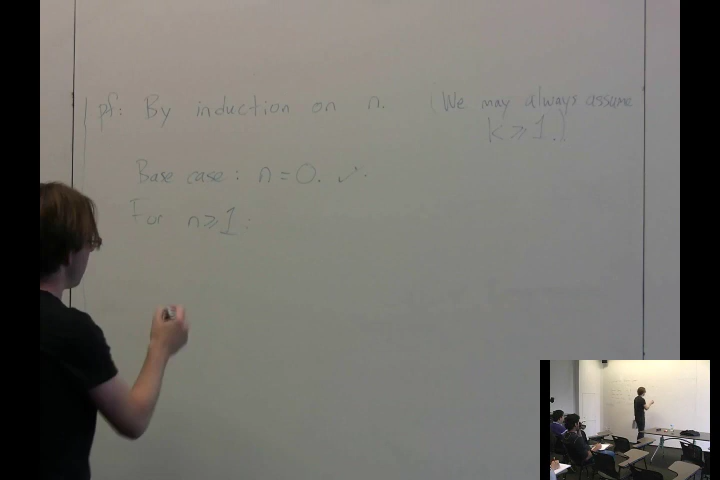 pf: By induction on n. (We may always assume
k ≥ 1.)
Base case: n = 0. ✓.
For n ≥ 1: